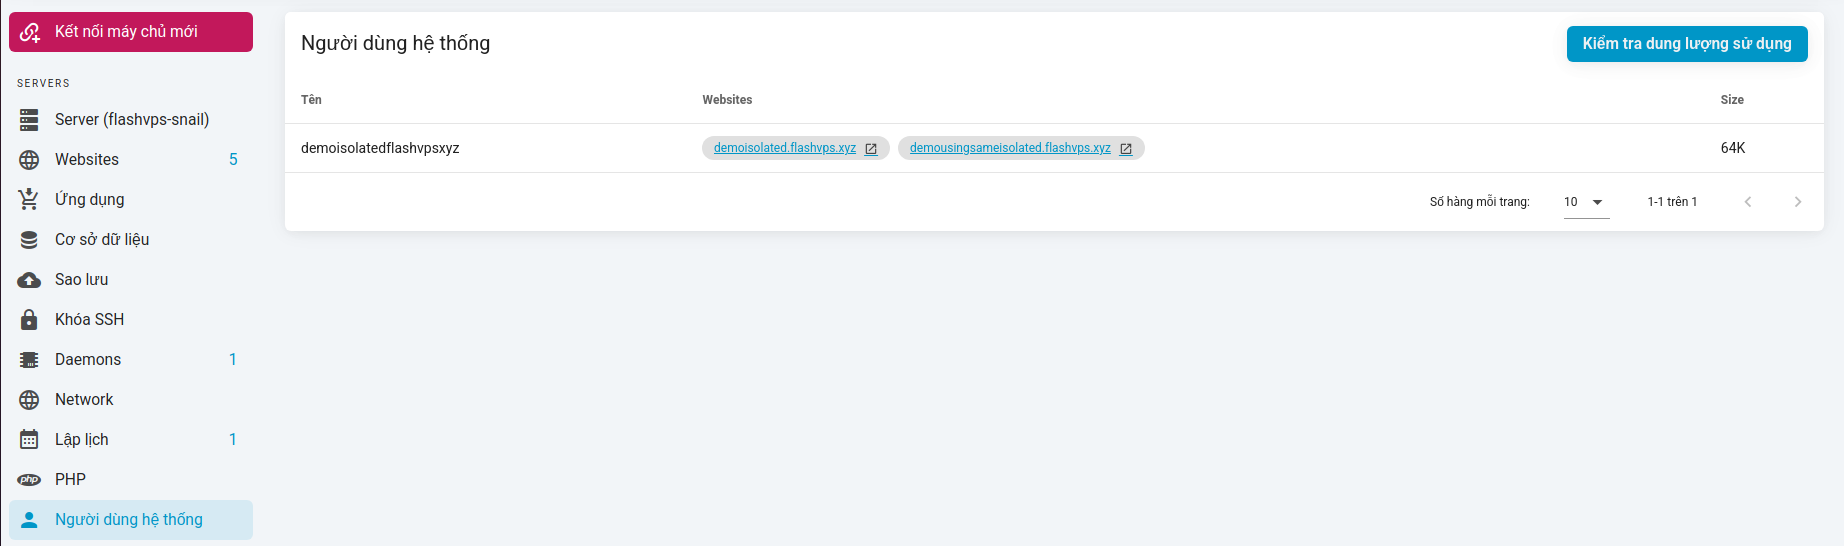 Kết nối máy chủ mới
SERVERS
Server (flashvps-snail)
Websites 5
Ứng dụng
Cơ sở dữ liệu
Sao lưu
Khóa SSH
Daemons 1
Network
Lập lịch 1
php PHP
Người dùng hệ thống
Người dùng hệ thống
Kiểm tra dung lượng sử dụng
Tên Websites Size
demoisolatedflashvpsxyz demoisolated.flashvps.xyz demousingsameisolated.flashvps.xyz 64K
Số hàng mỗi trang: 10 1-1 trên 1